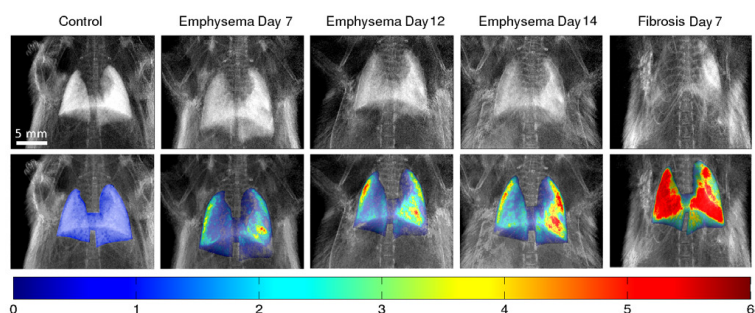 Control Emphysema Day 7 Emphysema Day 12 Emphysema Day 14 Fibrosis Day 7
5 mm
0 1 2 3 4 5 6